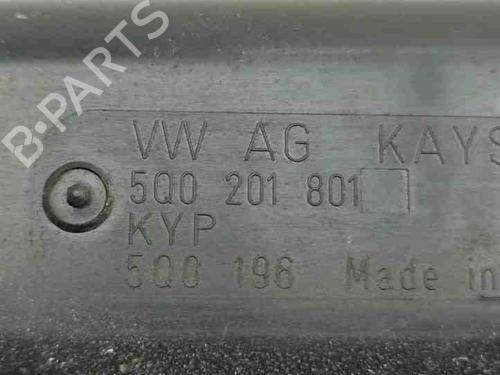 B-PARTS
VW AG KAYS
5Q0 201 801
KYP
5Q0 196 Made in